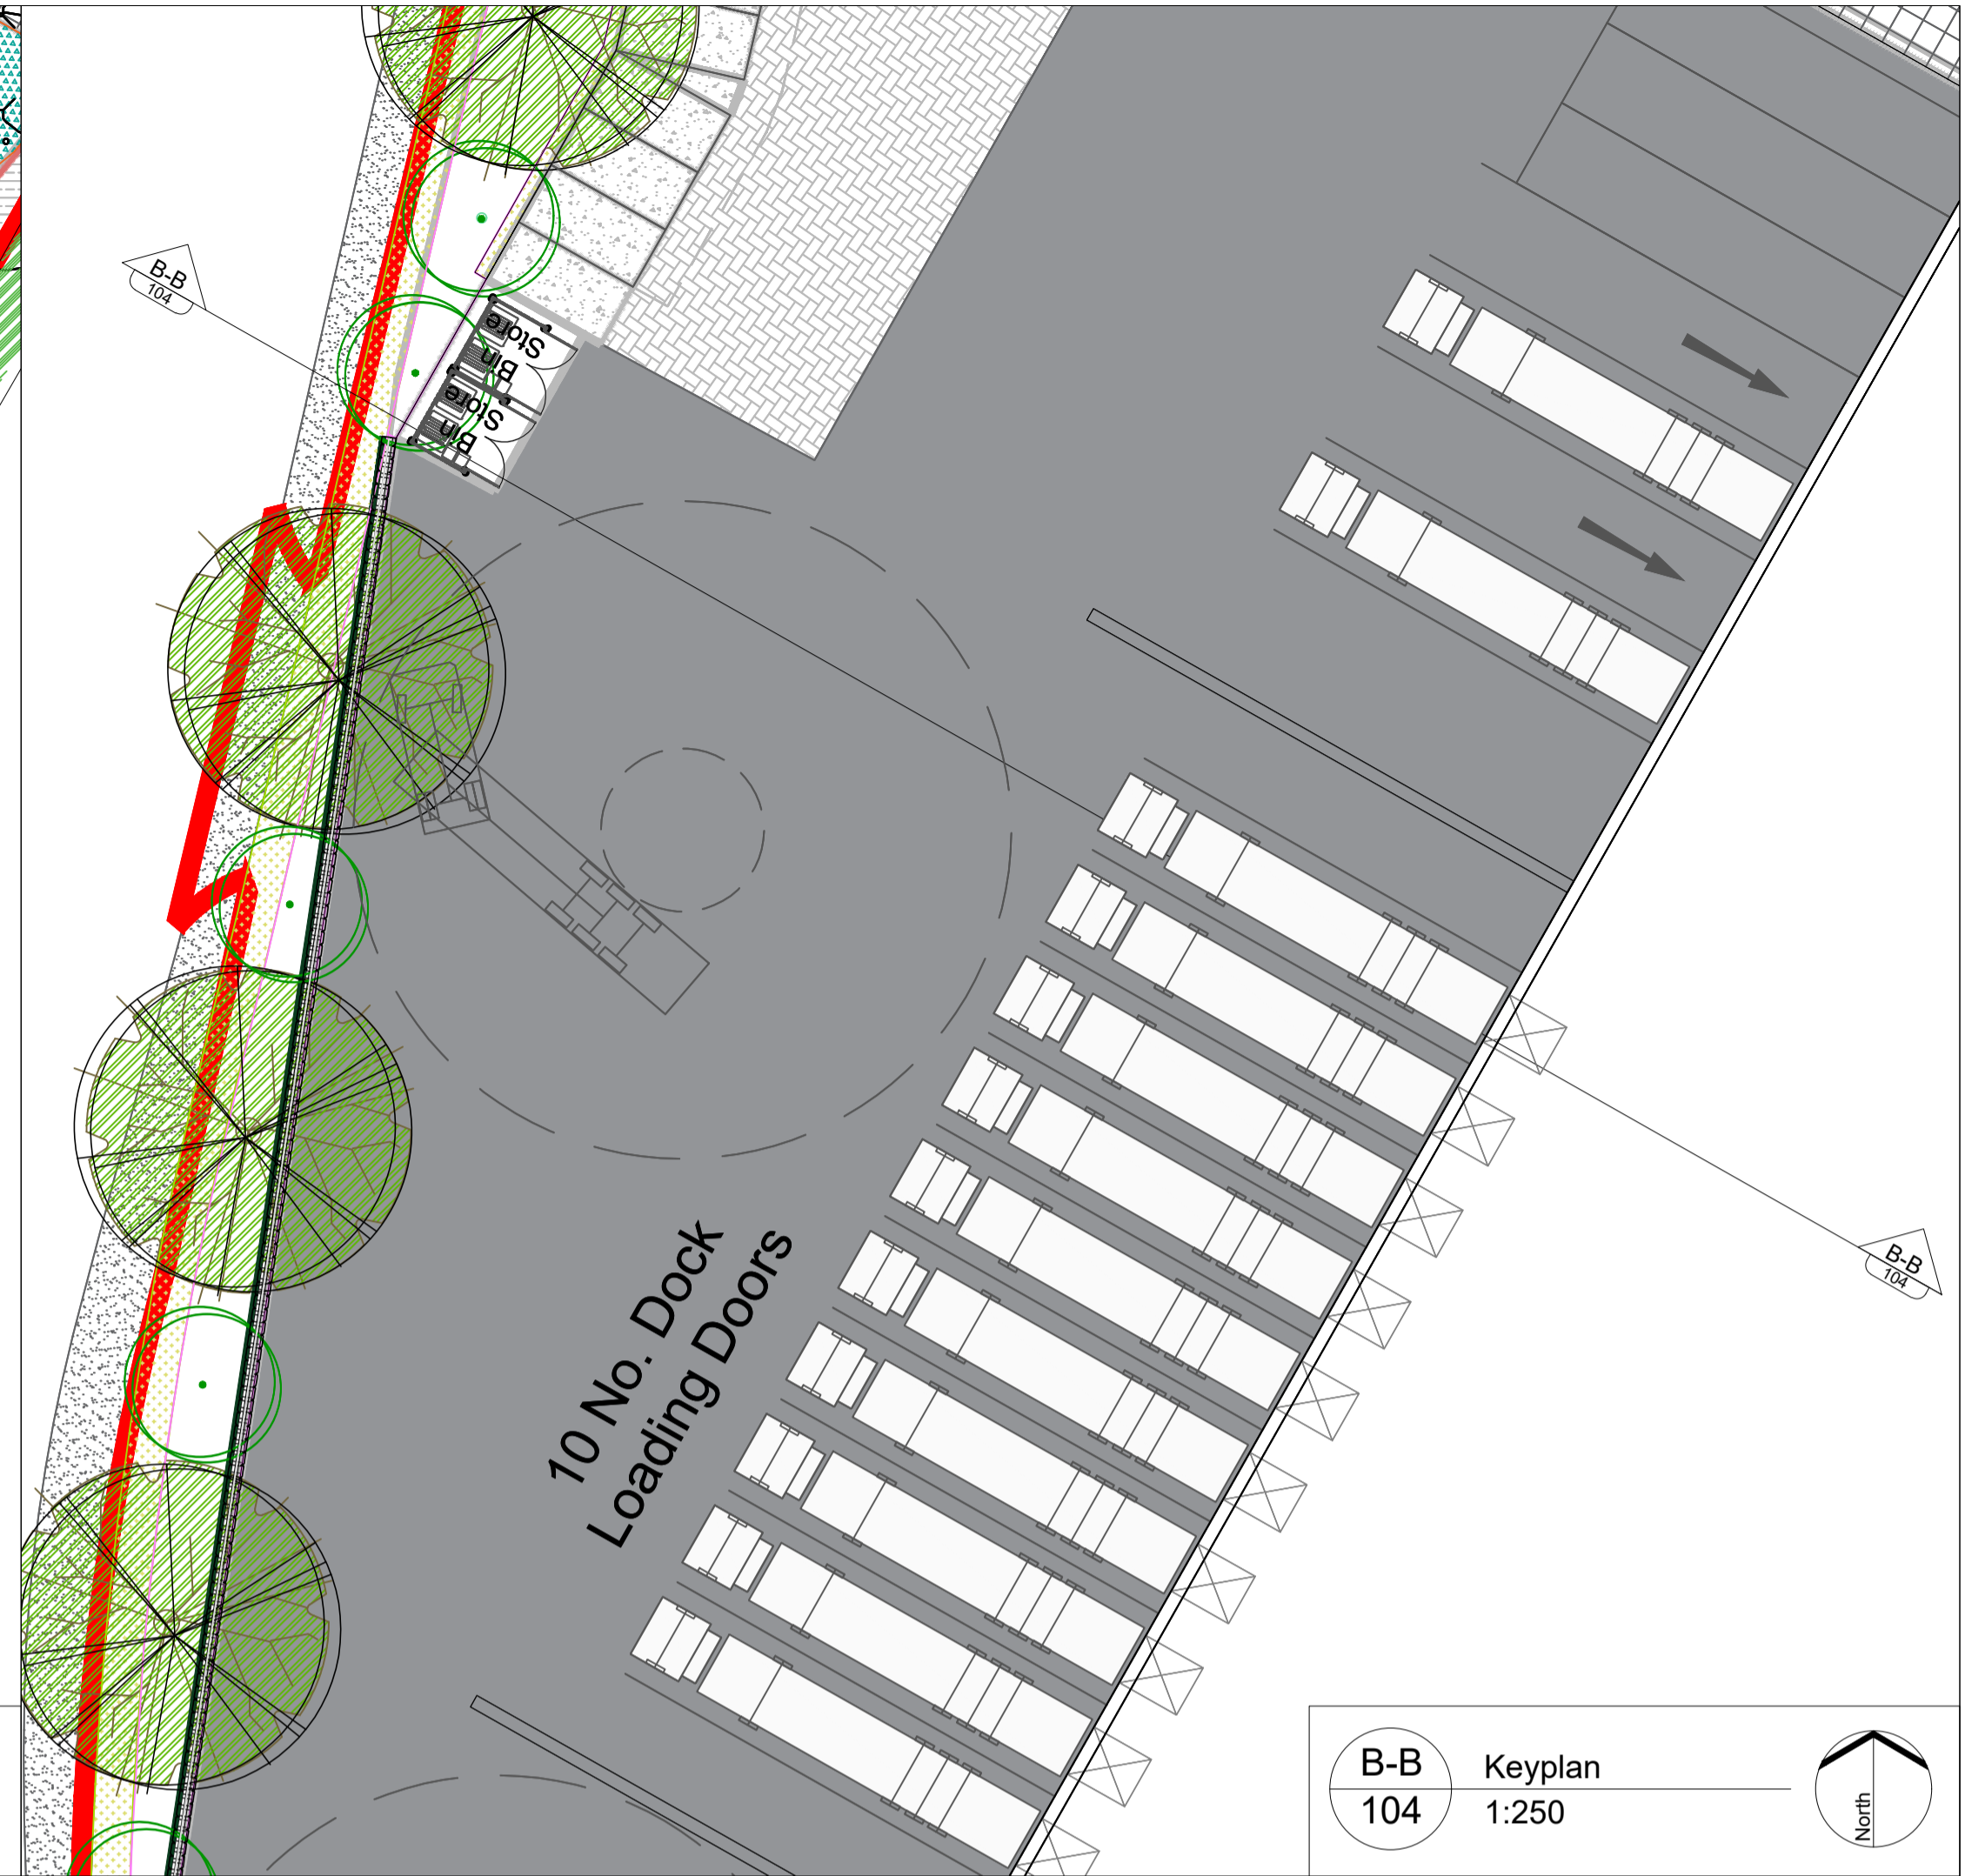 B-B
104
Bin
Store
Bin
Store
10 No. Dock
Loading Doors
B-B
104
B-B
104
Keyplan
1:250
North